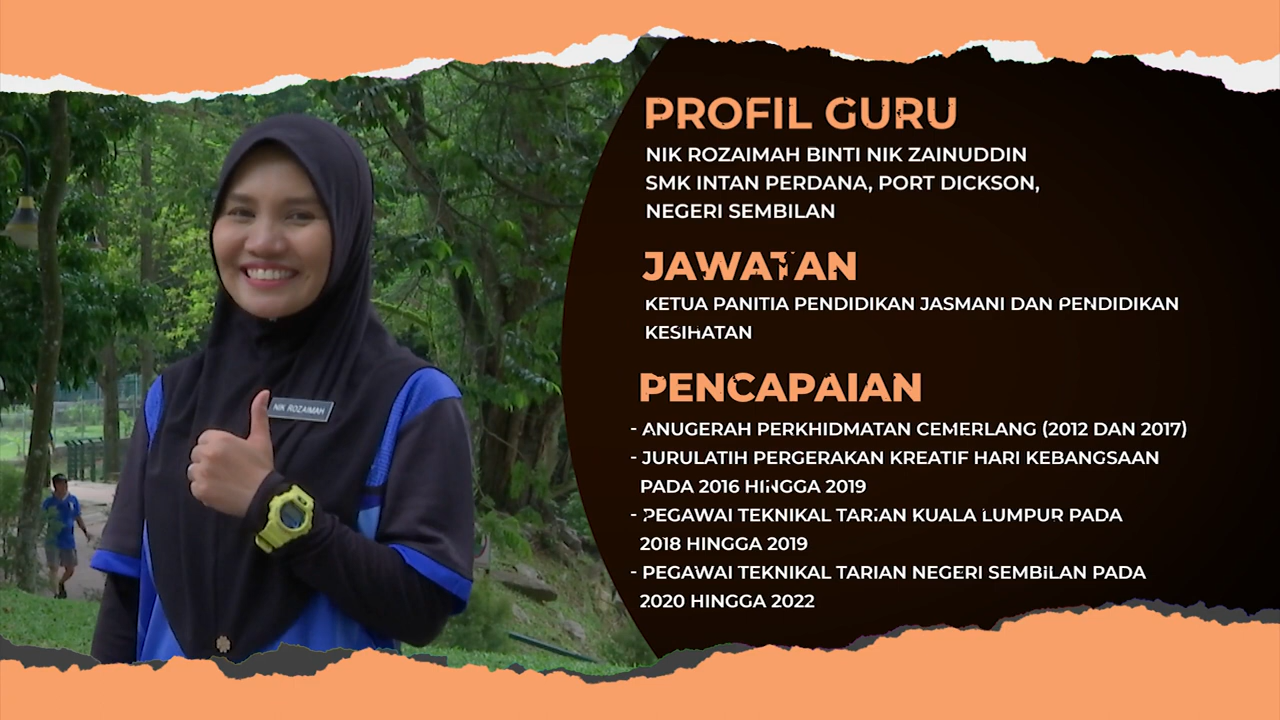 PROFIL GURU
NIK ROZAIMAH BINTI NIK ZAINUDDIN
SMK INTAN PERDANA, PORT DICKSON,
NEGERI SEMBILAN
JAWATAN
KETUA PANITIA PENDIDIKAN JASMANI DAN PENDIDIKAN
KESIHATAN
PENCAPAIAN
- ANUGERAH PERKHIDMATAN CEMERLANG (2012 DAN 2017)
- JURULATIH PERGERAKAN KREATIF HARI KEBANGSAAN
PADA 2016 HINGGA 2019
- PEGAWAI TEKNIKAL TARIAN KUALA LUMPUR PADA
2018 HINGGA 2019
- PEGAWAI TEKNIKAL TARIAN NEGERI SEMBILAN PADA
2020 HINGGA 2022
NIK ROZAIMAH